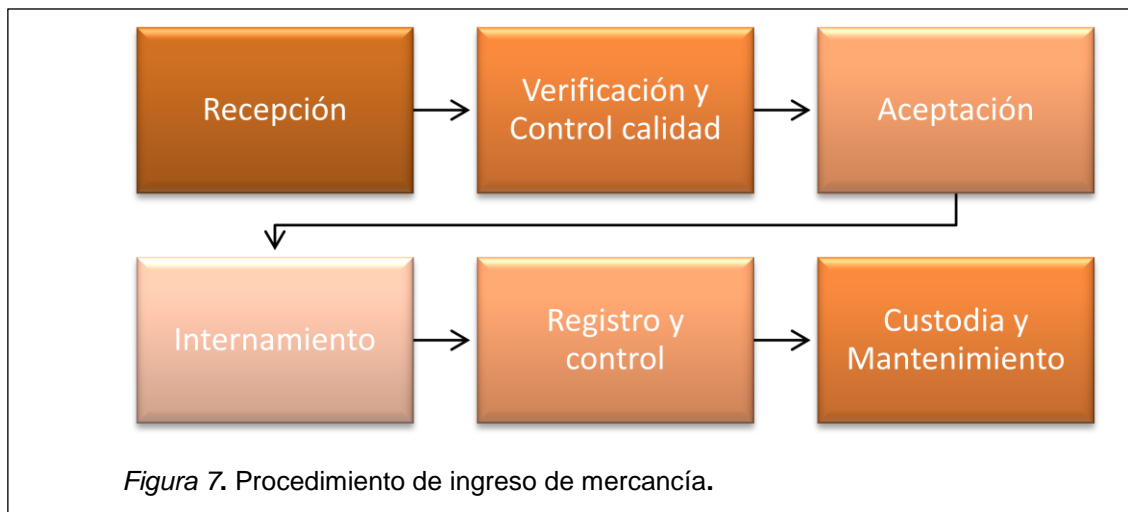 Recepción
Verificación y
Control calidad
Aceptación
Internamiento
Registro y
control
Custodia y
Mantenimiento
Figura 7. Procedimiento de ingreso de mercancía.